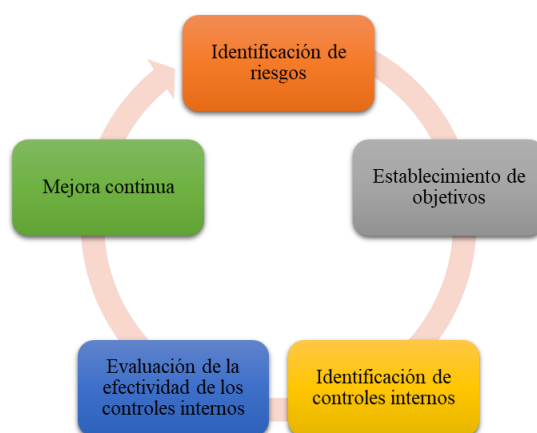 Identificación de
riesgos
Establecimiento de
objetivos
Identificación de
controles internos
Evaluación de la
efectividad de los
controles internos
Mejora continua